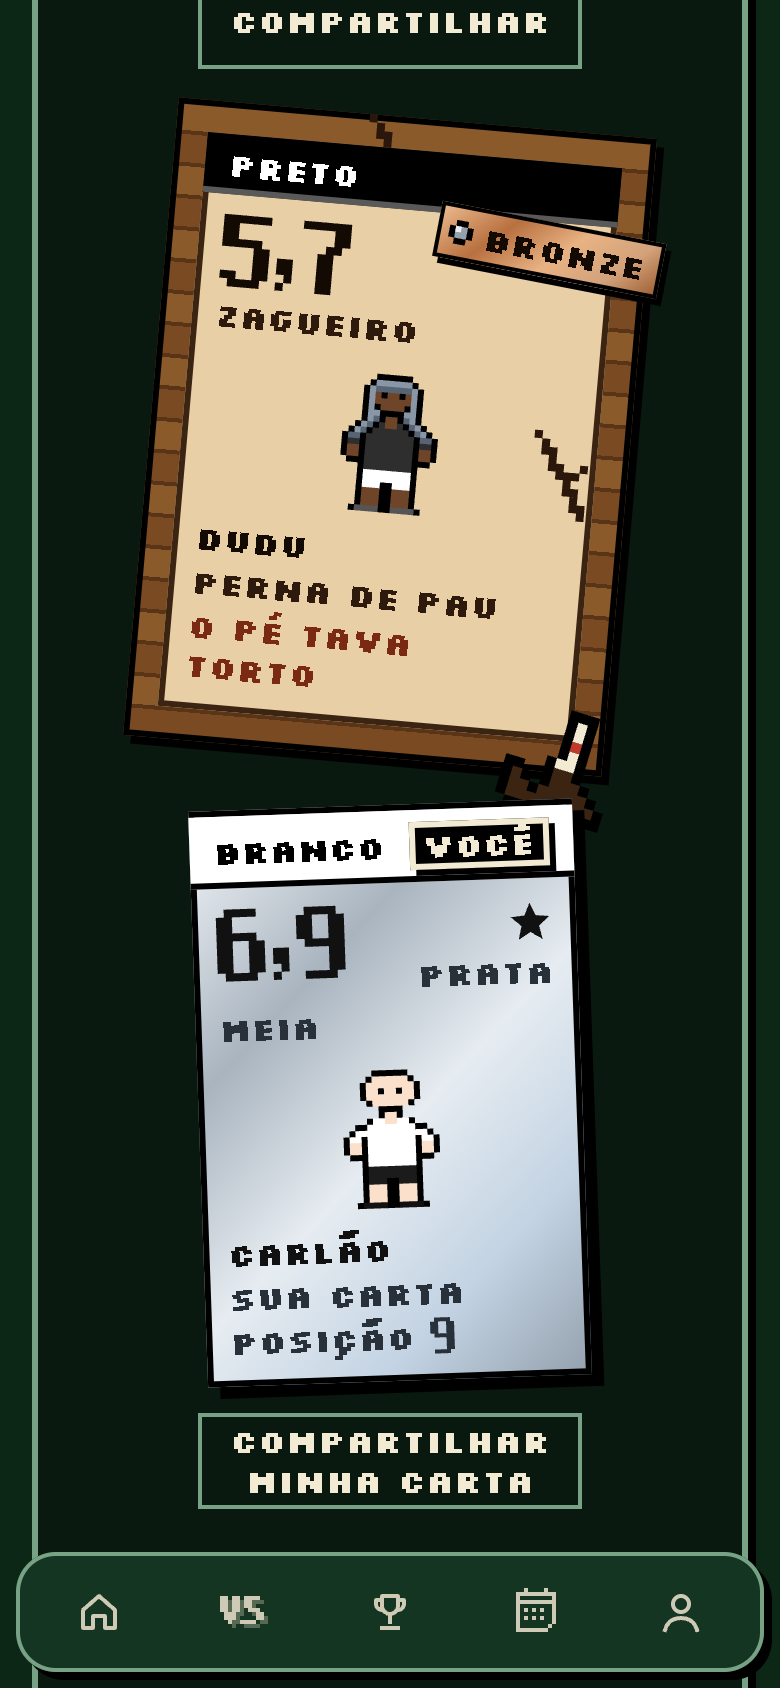 COMPARTILHAR
PRETO
5,7
BRONZE
ZAGUEIRO
DUDU
PERNA DE PAU
O PÉ TAVA
TORTO
BRANCO
VOCÊ
6,9
PRATA
MEIA
CARLÃO
SUA CARTA
POSIÇÃO 9
COMPARTILHAR
MINHA CARTA
VS